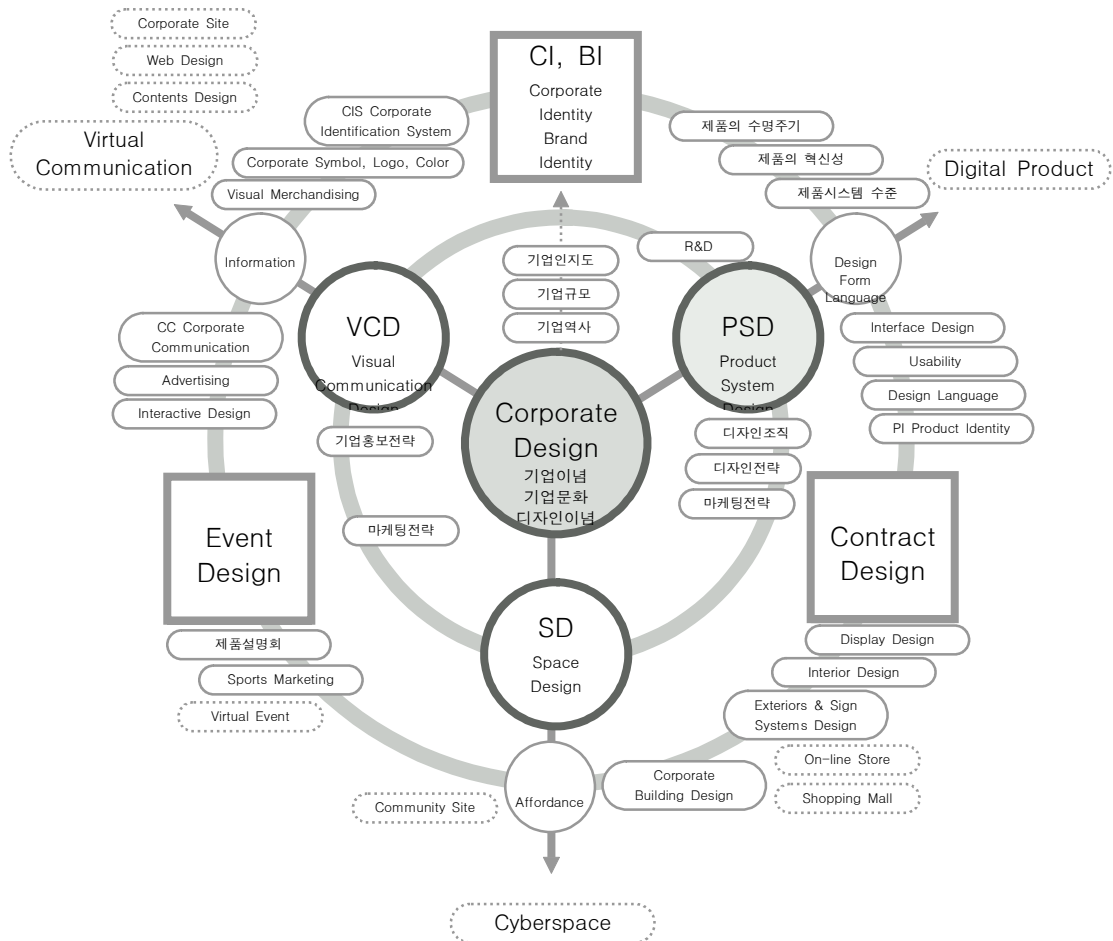 Corporate Site
Web Design
Contents Design
Virtual
Communication
CIS Corporate
Identification System
Corporate Symbol, Logo, Color
Visual Merchandising
Information
CI, BI
Corporate
Identity
Brand
Identity
제품의 수명주기
제품의 혁신성
제품시스템 수준
Digital Product
Design
Form
Language
R&D
기업인지도
기업규모
기업역사
VCD
Visual
Communication
Design
PSD
Product
System
Design
CC Corporate
Communication
Advertising
Interactive Design
Interface Design
Usability
Design Language
PI Product Identity
Corporate
Design
기업이념
기업문화
디자인이념
기업홍보전략
마케팅전략
디자인조직
디자인전략
마케팅전략
Event
Design
Contract
Design
SD
Space
Design
제품설명회
Sports Marketing
Virtual Event
Display Design
Interior Design
Exteriors & Sign
Systems Design
On-line Store
Shopping Mall
Corporate
Building Design
Affordance
Community Site
Cyberspace